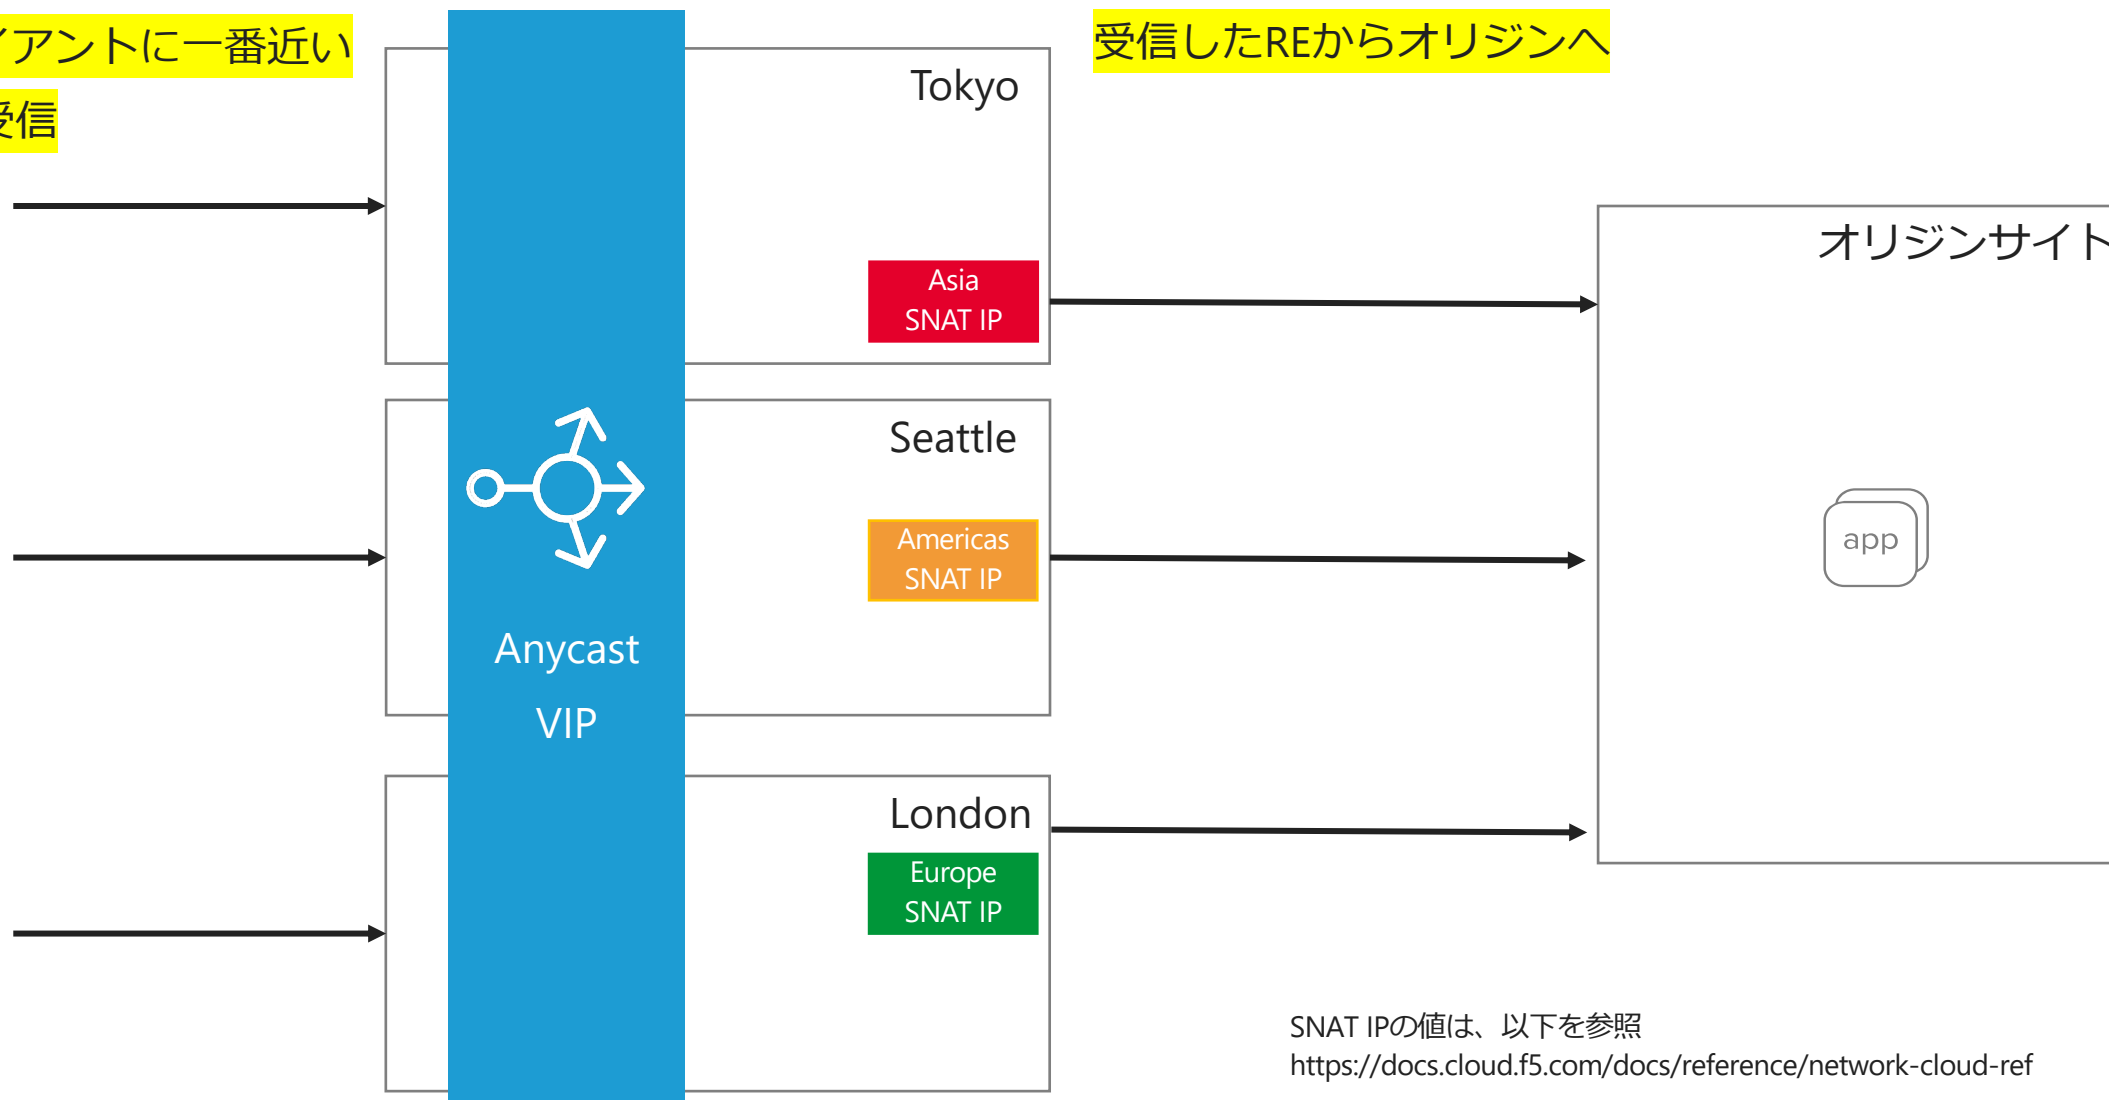 イアントに一番近い
受信
受信したREからオリジンへ
Tokyo
Asia
SNAT IP
オリジンサイト
Seattle
Americas
SNAT IP
app
Anycast
VIP
London
Europe
SNAT IP
SNAT IPの値は、以下を参照
https://docs.cloud.f5.com/docs/reference/network-cloud-ref